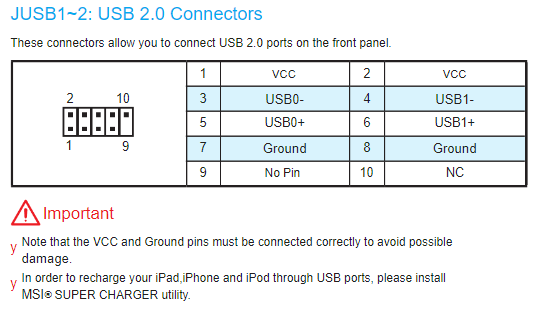 JUSB1~2: USB 2.0 Connectors
These connectors allow you to connect USB 2.0 ports on the front panel.
2 10
1 9
1 VCC 2 VCC
3 USB0- 4 USB1-
5 USB0+ 6 USB1+
7 Ground 8 Ground
9 No Pin 10 NC
Important
y Note that the VCC and Ground pins must be connected correctly to avoid possible
damage.
y In order to recharge your iPad,iPhone and iPod through USB ports, please install
MSI® SUPER CHARGER utility.